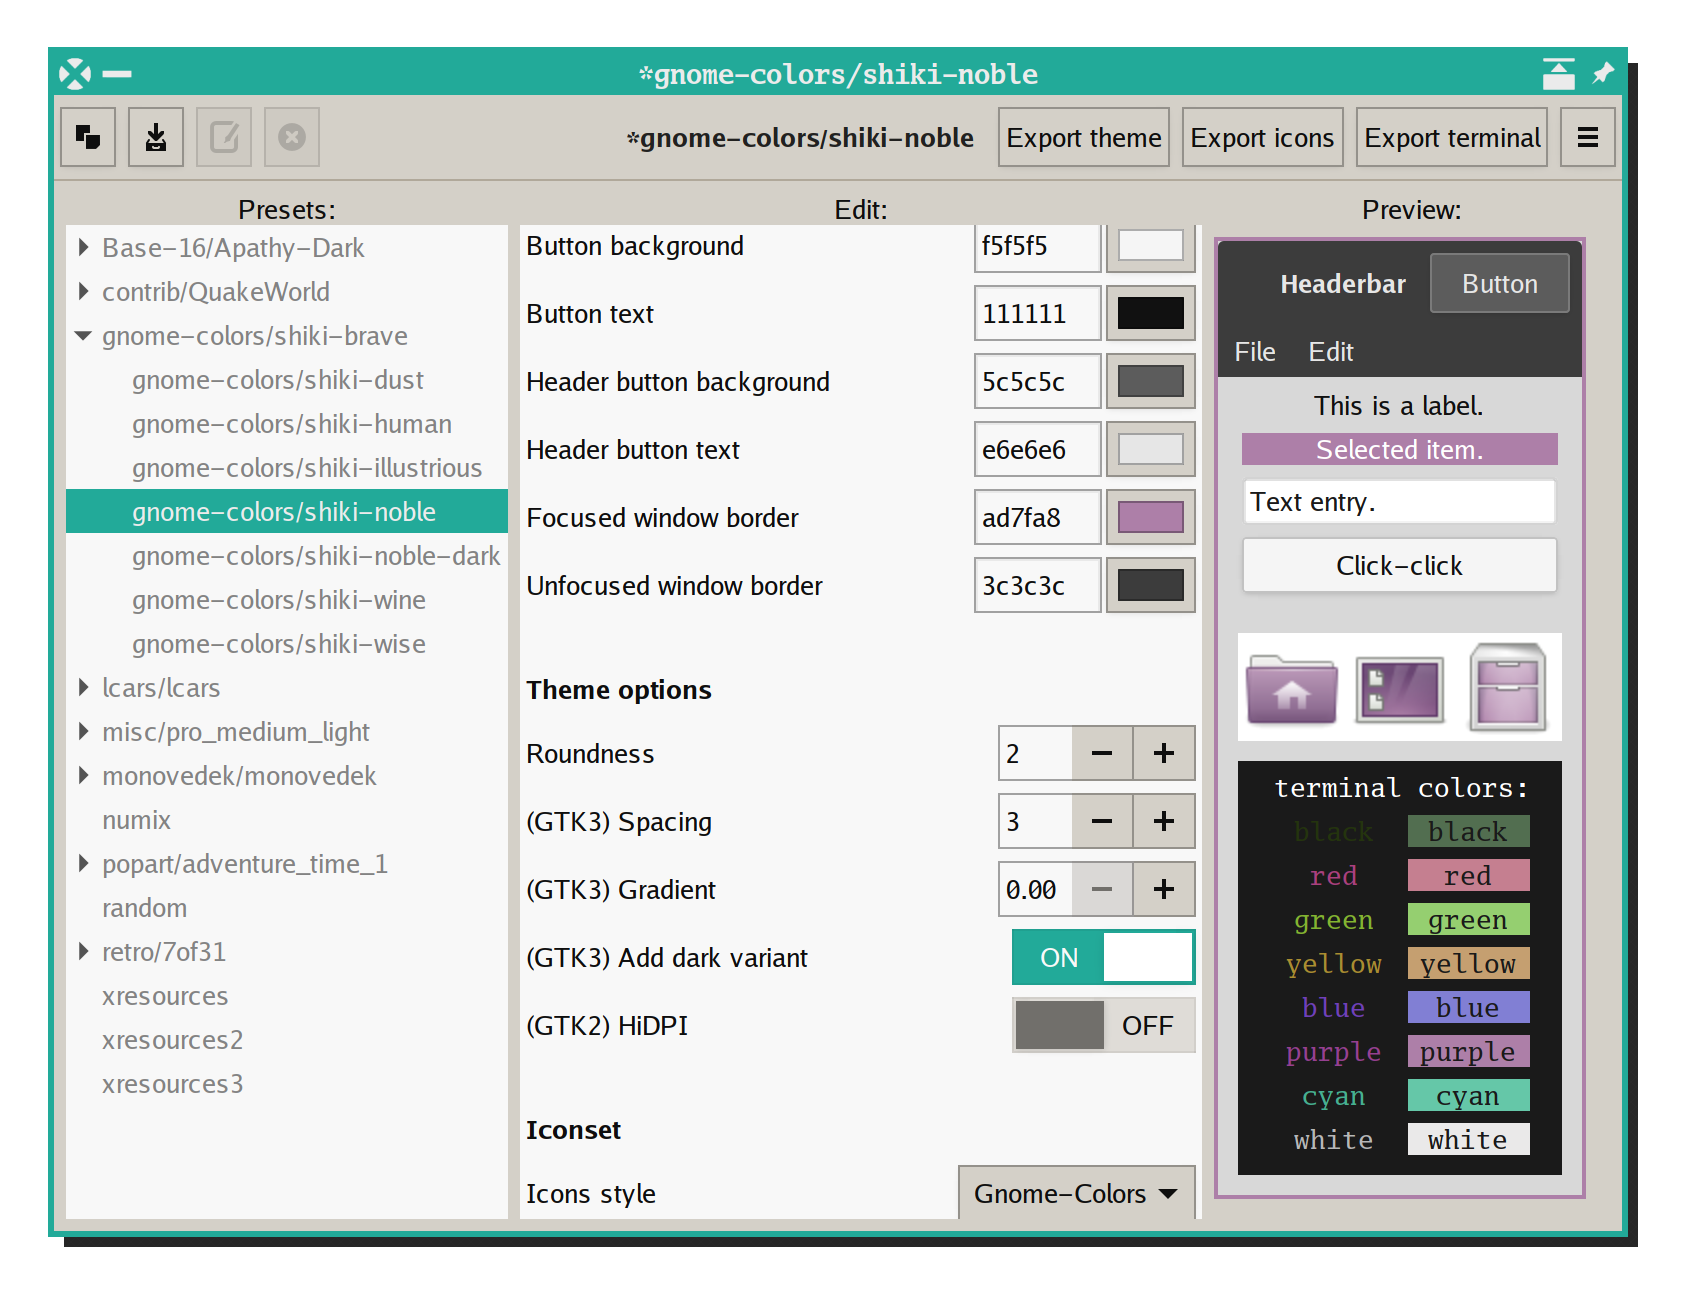 *gnome-colors/shiki-noble
*gnome-colors/shiki-noble
Export theme
Export icons
Export terminal
Presets:
Base-16/Apathy-Dark
contrib/QuakeWorld
gnome-colors/shiki-brave
gnome-colors/shiki-dust
gnome-colors/shiki-human
gnome-colors/shiki-illustrious
gnome-colors/shiki-noble
gnome-colors/shiki-noble-dark
gnome-colors/shiki-wine
gnome-colors/shiki-wise
lcars/lcars
misc/pro_medium_light
monovedek/monovedek
numix
popart/adventure_time_1
random
retro/7of31
xresources
xresources2
xresources3
Edit:
Button background f5f5f5
Button text 111111
Header button background 5c5c5c
Header button text e6e6e6
Focused window border ad7fa8
Unfocused window border 3c3c3c
Theme options
Roundness 2
(GTK3) Spacing 3
(GTK3) Gradient 0.00
(GTK3) Add dark variant ON
(GTK2) HiDPI OFF
Iconset
Icons style Gnome-Colors
Preview:
Headerbar Button
File Edit
This is a label.
Selected item.
Text entry.
Click-click
terminal colors:
black black
red red
green green
yellow yellow
blue blue
purple purple
cyan cyan
white white